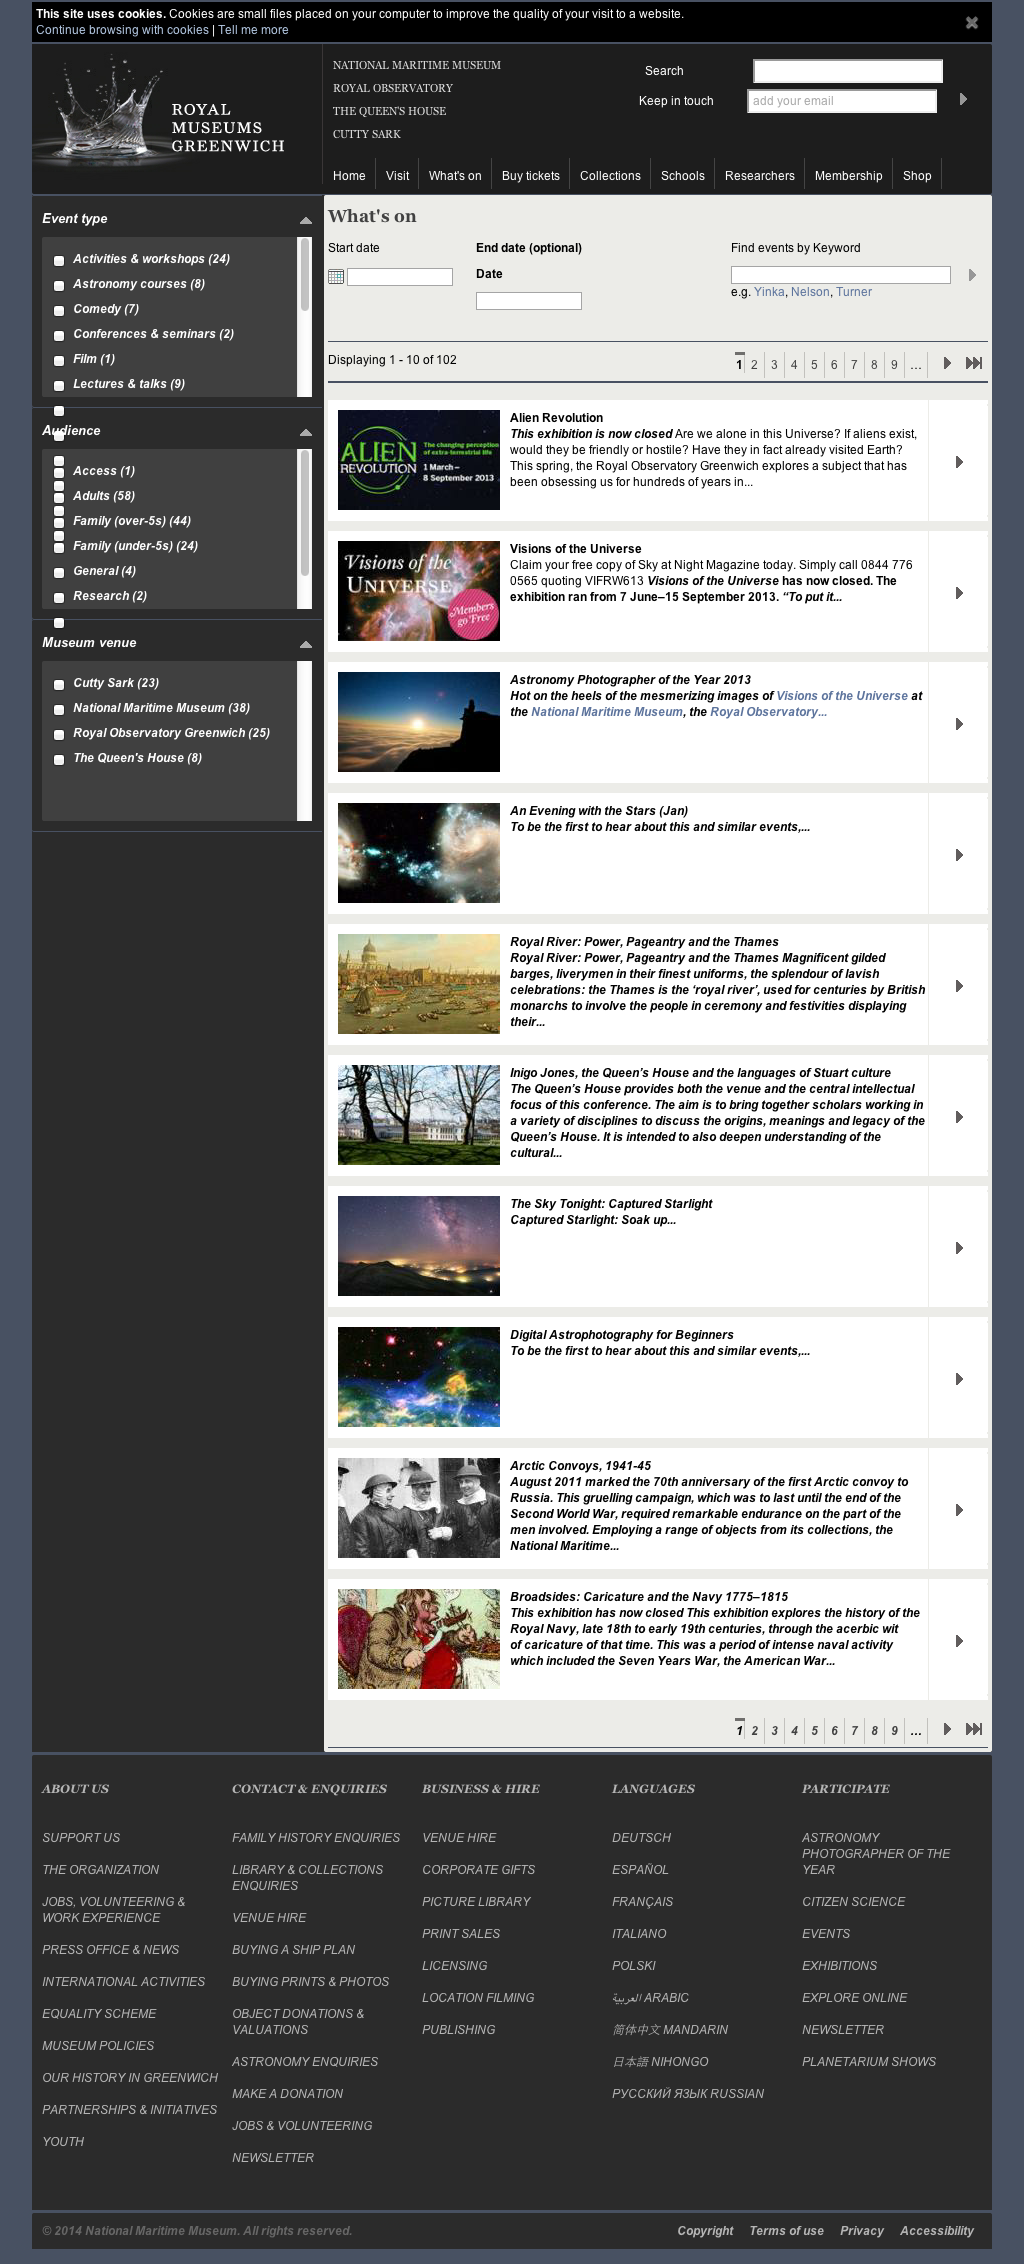 This site uses cookies. Cookies are small files placed on your computer to improve the quality of your visit to a website.
Continue browsing with cookies | Tell me more
ROYAL
MUSEUMS
GREENWICH
NATIONAL MARITIME MUSEUM
ROYAL OBSERVATORY
THE QUEEN'S HOUSE
CUTTY SARK
Search
Keep in touch add your email
Home Visit What's on Buy tickets Collections Schools Researchers Membership Shop
Event type
Activities & workshops (24)
Astronomy courses (8)
Comedy (7)
Conferences & seminars (2)
Film (1)
Lectures & talks (9)
Audience
Access (1)
Adults (58)
Family (over-5s) (44)
Family (under-5s) (24)
General (4)
Research (2)
Museum venue
Cutty Sark (23)
National Maritime Museum (38)
Royal Observatory Greenwich (25)
The Queen's House (8)
What's on
Start date
End date (optional)
Date
Find events by Keyword
e.g. Yinka, Nelson, Turner
Displaying 1 - 10 of 102
1 2 3 4 5 6 7 8 9 ...
ALIEN
REVOLUTION
The changing perception
of extra-terrestrial life
1 March –
8 September 2013
Alien Revolution
This exhibition is now closed Are we alone in this Universe? If aliens exist,
would they be friendly or hostile? Have they in fact already visited Earth?
This spring, the Royal Observatory Greenwich explores a subject that has
been obsessing us for hundreds of years in...
Visions of the
UNIVERSE
Members
go Free
Visions of the Universe
Claim your free copy of Sky at Night Magazine today. Simply call 0844 776
0565 quoting VIFRW613 Visions of the Universe has now closed. The
exhibition ran from 7 June–15 September 2013. “To put it...
Astronomy Photographer of the Year 2013
Hot on the heels of the mesmerizing images of Visions of the Universe at
the National Maritime Museum, the Royal Observatory...
An Evening with the Stars (Jan)
To be the first to hear about this and similar events,...
Royal River: Power, Pageantry and the Thames
Royal River: Power, Pageantry and the Thames Magnificent gilded
barges, liverymen in their finest uniforms, the splendour of lavish
celebrations: the Thames is the ‘royal river’, used for centuries by British
monarchs to involve the people in ceremony and festivities displaying
their...
Inigo Jones, the Queen’s House and the languages of Stuart culture
The Queen’s House provides both the venue and the central intellectual
focus of this conference. The aim is to bring together scholars working in
a variety of disciplines to discuss the origins, meanings and legacy of the
Queen’s House. It is intended to also deepen understanding of the
cultural...
The Sky Tonight: Captured Starlight
Captured Starlight: Soak up...
Digital Astrophotography for Beginners
To be the first to hear about this and similar events,...
Arctic Convoys, 1941-45
August 2011 marked the 70th anniversary of the first Arctic convoy to
Russia. This gruelling campaign, which was to last until the end of the
Second World War, required remarkable endurance on the part of the
men involved. Employing a range of objects from its collections, the
National Maritime...
Broadsides: Caricature and the Navy 1775–1815
This exhibition has now closed This exhibition explores the history of the
Royal Navy, late 18th to early 19th centuries, through the acerbic wit
of caricature of that time. This was a period of intense naval activity
which included the Seven Years War, the American War...
1 2 3 4 5 6 7 8 9 ...
ABOUT US
SUPPORT US
THE ORGANIZATION
JOBS, VOLUNTEERING &
WORK EXPERIENCE
PRESS OFFICE & NEWS
INTERNATIONAL ACTIVITIES
EQUALITY SCHEME
MUSEUM POLICIES
OUR HISTORY IN GREENWICH
PARTNERSHIPS & INITIATIVES
YOUTH
CONTACT & ENQUIRIES
FAMILY HISTORY ENQUIRIES
LIBRARY & COLLECTIONS
ENQUIRIES
VENUE HIRE
BUYING A SHIP PLAN
BUYING PRINTS & PHOTOS
OBJECT DONATIONS &
VALUATIONS
ASTRONOMY ENQUIRIES
MAKE A DONATION
JOBS & VOLUNTEERING
NEWSLETTER
BUSINESS & HIRE
VENUE HIRE
CORPORATE GIFTS
PICTURE LIBRARY
PRINT SALES
LICENSING
LOCATION FILMING
PUBLISHING
LANGUAGES
DEUTSCH
ESPAÑOL
FRANÇAIS
ITALIANO
POLSKI
العربية ARABIC
简体中文 MANDARIN
日本語 NIHONGO
РУССКИЙ ЯЗЫК RUSSIAN
PARTICIPATE
ASTRONOMY
PHOTOGRAPHER OF THE
YEAR
CITIZEN SCIENCE
EVENTS
EXHIBITIONS
EXPLORE ONLINE
NEWSLETTER
PLANETARIUM SHOWS
© 2014 National Maritime Museum. All rights reserved.
Copyright Terms of use Privacy Accessibility